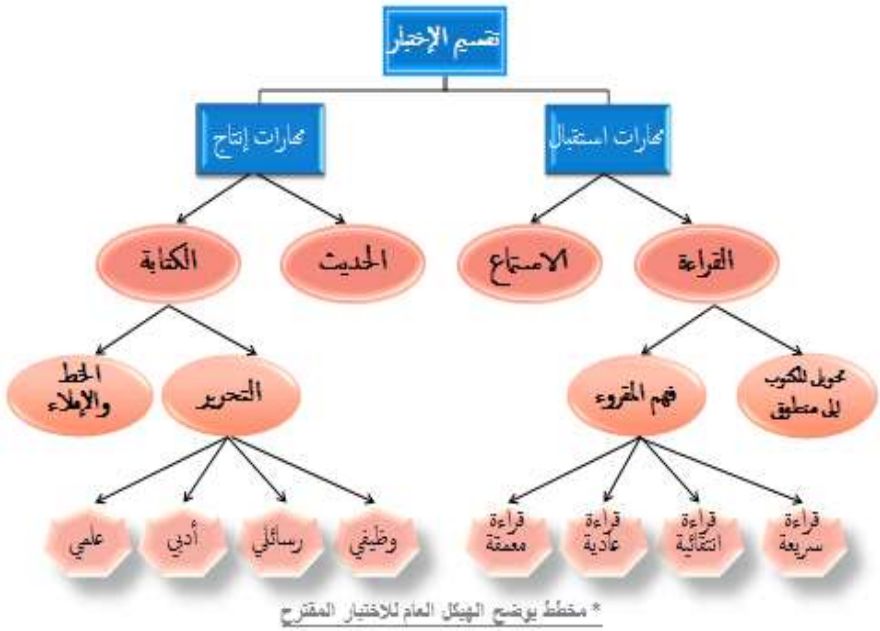 تقسيم الإختبار
مهارات استقبال
مهارات إنتاج
القراءة
الاستماع
الحديث
الكتابة
تحويل المكتوب
إلى منطوق
فهم المقروء
التحرير
الخط
والإملاء
قراءة
سريعة
قراءة
انتقائية
قراءة
عادية
قراءة
معمقة
وظيفي
رسائلي
أدبي
علمي
* مخطط يوضح الهيكل العام للاختبار المقترح